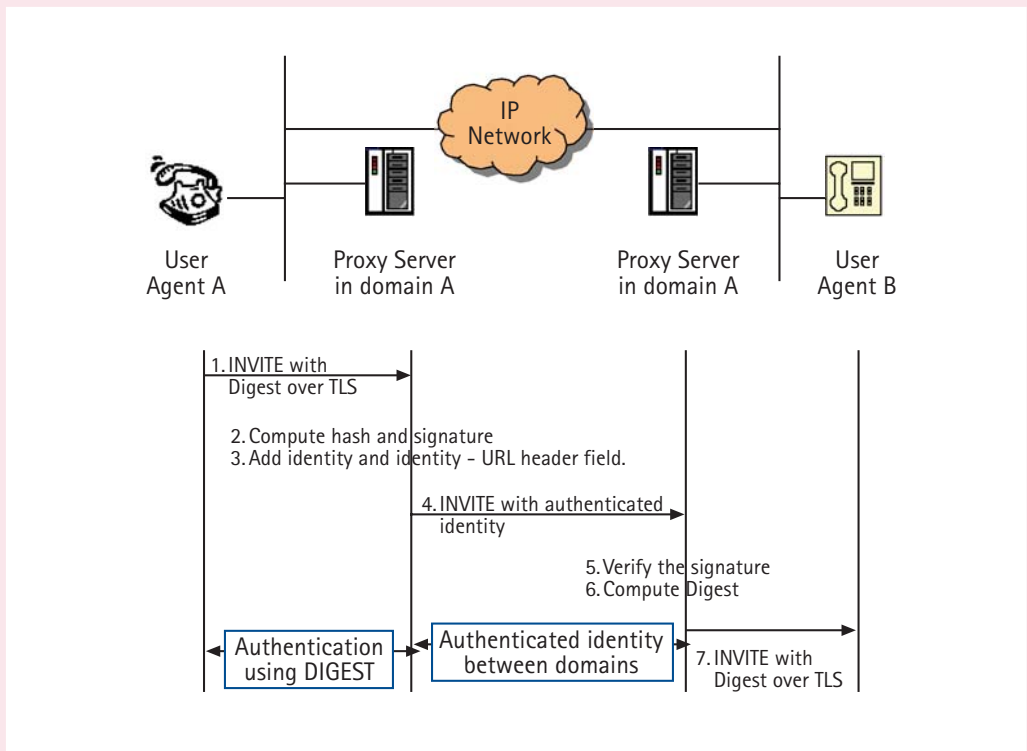 IP
Network
User
Agent A
Proxy Server
in domain A
Proxy Server
in domain A
User
Agent B
1. INVITE with
Digest over TLS
2. Compute hash and signature
3. Add identity and identity - URL header field.
4. INVITE with authenticated
identity
5. Verify the signature
6. Compute Digest
Authentication
using DIGEST
Authenticated identity
between domains
7. INVITE with
Digest over TLS